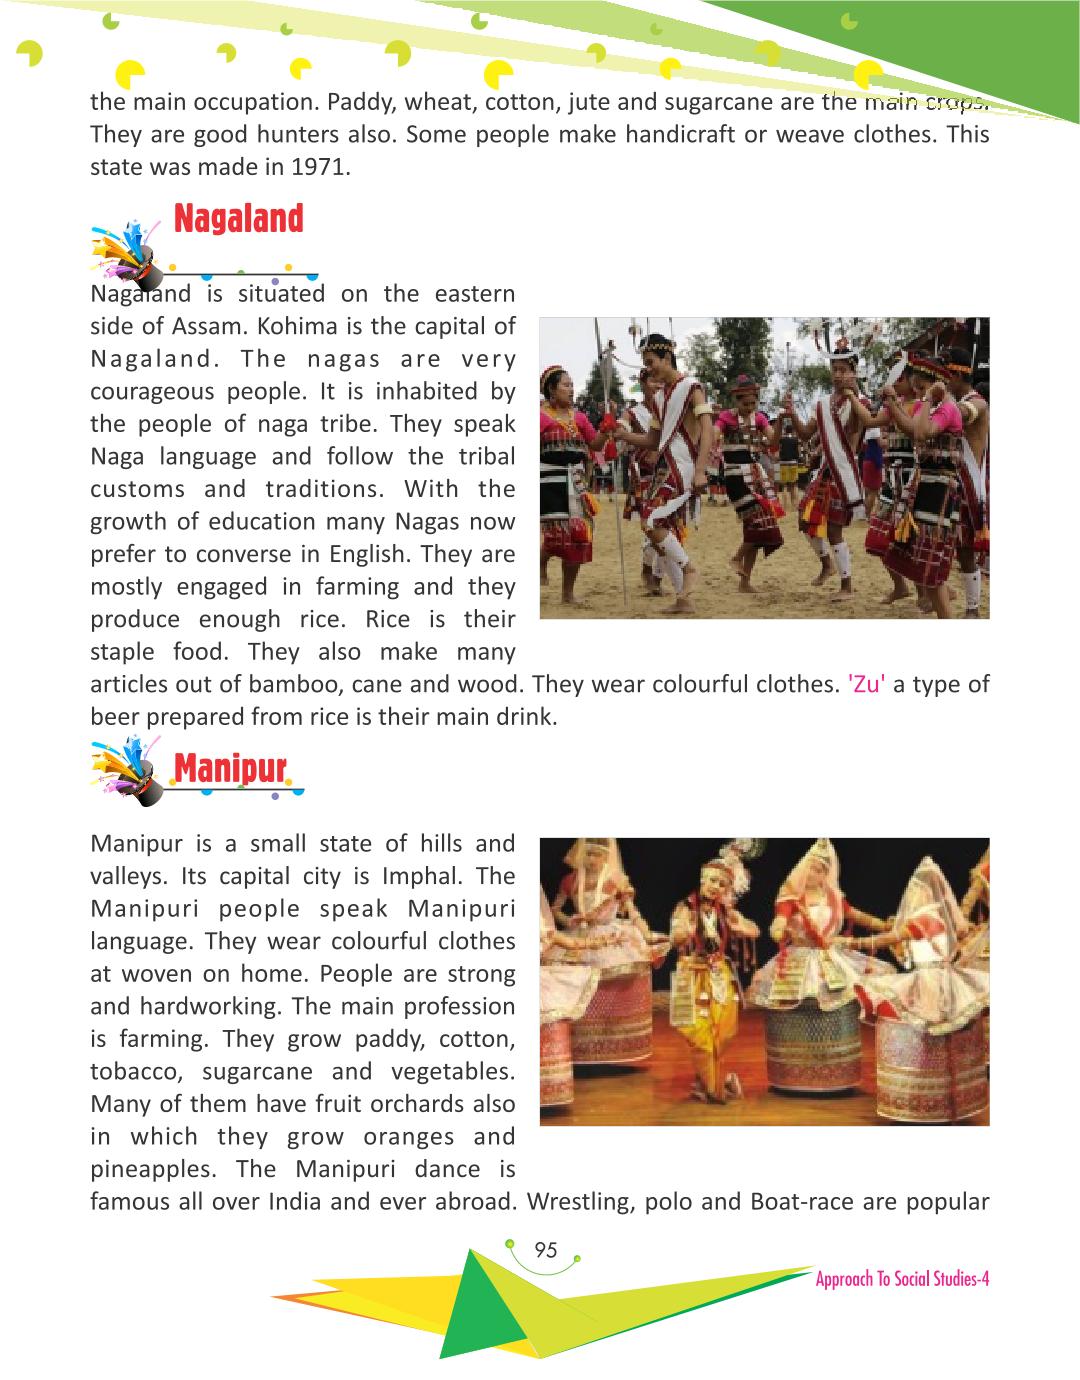 the main occupation. Paddy, wheat, cotton, jute and sugarcane are the main crops.
They are good hunters also. Some people make handicraft or weave clothes. This
state was made in 1971.
Nagaland
Nagaland is situated on the eastern
side of Assam. Kohima is the capital of
Nagaland. The nagas are very
courageous people. It is inhabited by
the people of naga tribe. They speak
Naga language and follow the tribal
customs and traditions. With the
growth of education many Nagas now
prefer to converse in English. They are
mostly engaged in farming and they
produce enough rice. Rice is their
staple food. They also make many
articles out of bamboo, cane and wood. They wear colourful clothes. 'Zu' a type of
beer prepared from rice is their main drink.
Manipur
Manipur is a small state of hills and
valleys. Its capital city is Imphal. The
Manipuri people speak Manipuri
language. They wear colourful clothes
at woven on home. People are strong
and hardworking. The main profession
is farming. They grow paddy, cotton,
tobacco, sugarcane and vegetables.
Many of them have fruit orchards also
in which they grow oranges and
pineapples. The Manipuri dance is
famous all over India and ever abroad. Wrestling, polo and Boat-race are popular
95
Approach To Social Studies-4